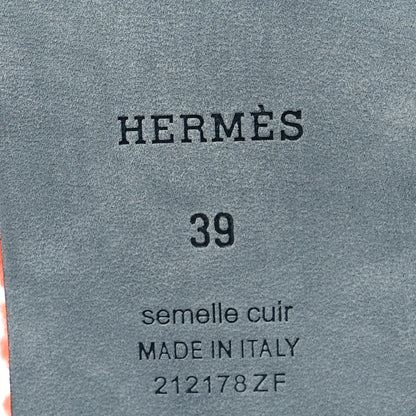 HERMÈS
39
semelle cuir
MADE IN ITALY
212178ZF